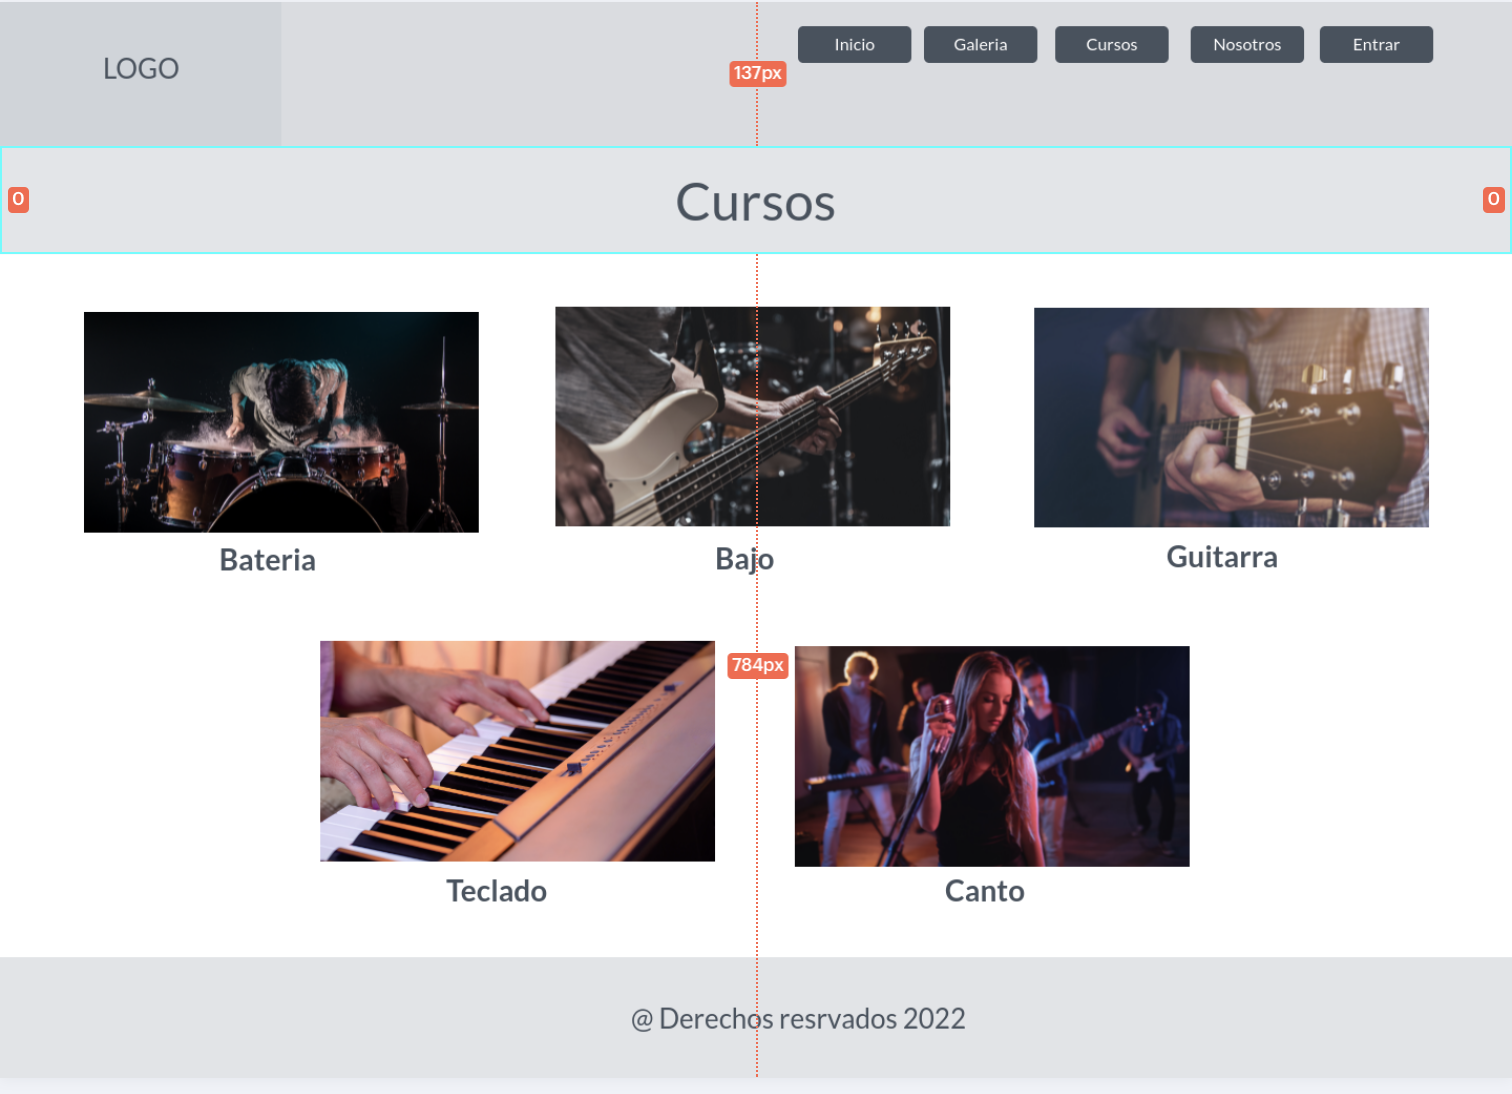 LOGO
Inicio
Galeria
Cursos
Nosotros
Entrar
137px
0
Cursos
0
Bateria
Bajo
Guitarra
784px
Teclado
Canto
@ Derechos resrvados 2022